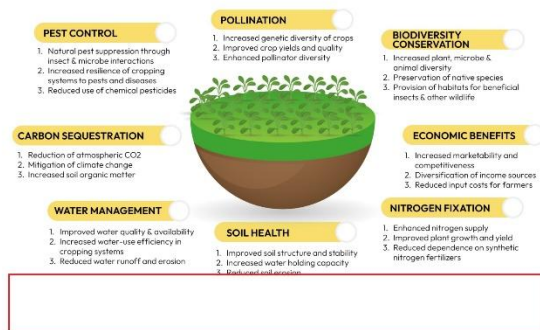 POLLINATION
1. Increased genetic diversity of crops
2. Improved crop yields and quality
3. Enhanced pollinator diversity
PEST CONTROL
1. Natural pest suppression through
insect & microbe interactions
2. Increased resilience of cropping
systems to pests and diseases
3. Reduced use of chemical pesticides
BIODIVERSITY
CONSERVATION
1. Increased plant, microbe &
animal diversity
2. Preservation of native species
3. Provision of habitats for beneficial
insects & other wildlife
CARBON SEQUESTRATION
1. Reduction of atmospheric CO2
2. Mitigation of climate change
3. Increased soil organic matter
ECONOMIC BENEFITS
1. Increased marketability and
competitiveness
2. Diversification of income sources
3. Reduced input costs for farmers
WATER MANAGEMENT
1. Improved water quality & availability
2. Increased water-use efficiency in
cropping systems
3. Reduced water runoff and erosion
SOIL HEALTH
1. Improved soil structure and stability
2. Increased water holding capacity
3. Reduced soil erosion
NITROGEN FIXATION
1. Enhanced nitrogen supply
2. Improved plant growth and yield
3. Reduced dependence on synthetic
nitrogen fertilizers